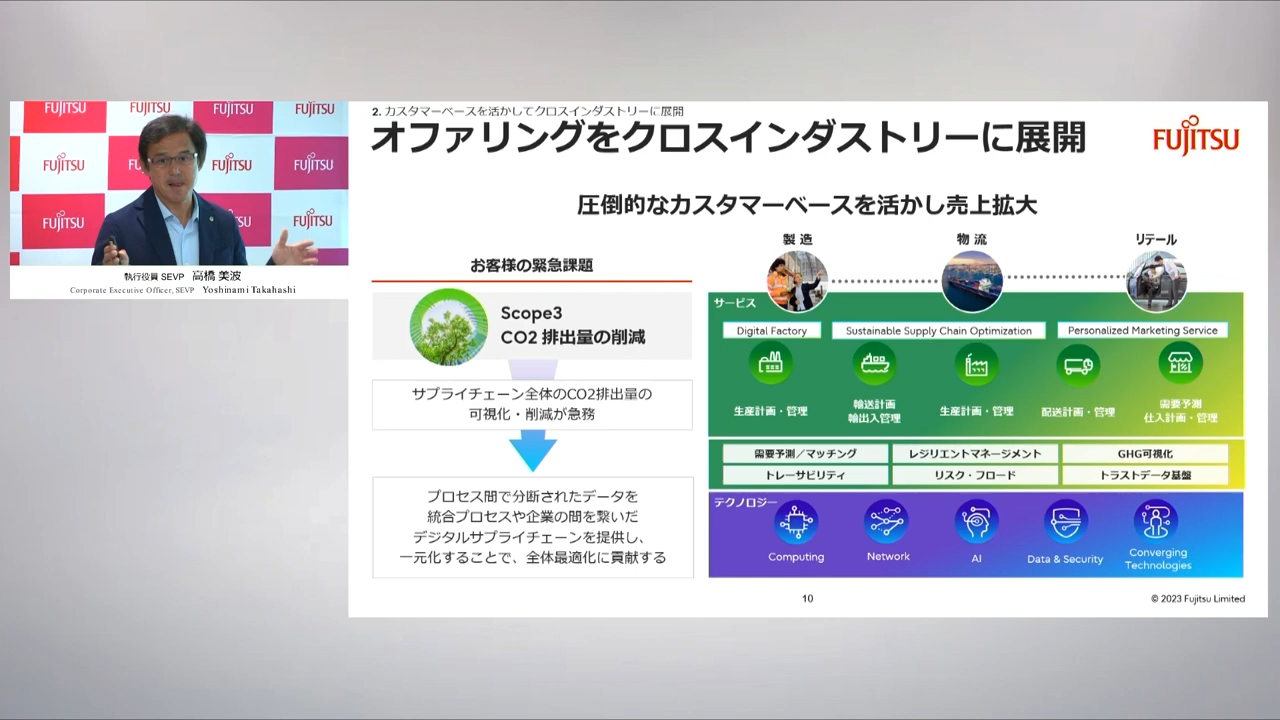 FUJITSU
FUJITSU
FUJITSU
FUJITSU
FUJITSU
FUJITSU
FUJITSU
FUJITSU
FUJITSU
執行役員 SEVP 高橋 美波
Corporate Executive Officer, SEVP Yoshinami Takahashi
2. カスタマーベースを活かしてクロスインダストリーに展開
オファリングをクロスインダストリーに展開
FUJITSU
圧倒的なカスタマーベースを活かし売上拡大
お客様の緊急課題
Scope3
CO2 排出量の削減
サプライチェーン全体のCO2排出量の
可視化・削減が急務
プロセス間で分断されたデータを
統合プロセスや企業の間を繋いだ
デジタルサプライチェーンを提供し、
一元化することで、全体最適化に貢献する
製造
物流
リテール
サービス
Digital Factory
Sustainable Supply Chain Optimization
Personalized Marketing Service
生産計画・管理
輸送計画
輸出入管理
生産計画・管理
配送計画・管理
需要予測
仕入計画・管理
需要予測／マッチング
レジリエントマネージメント
GHG可視化
トレーサビリティ
リスク・フロード
トラストデータ基盤
テクノロジー
Computing
Network
AI
Data & Security
Converging
Technologies
10
© 2023 Fujitsu Limited